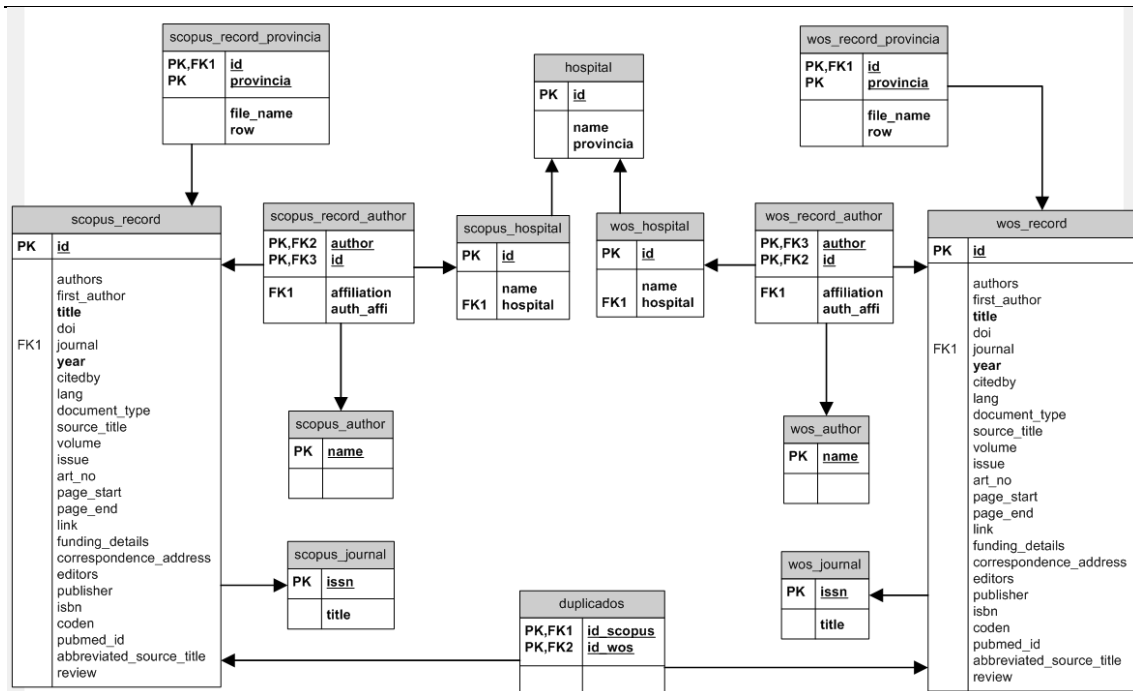 scopus_record_provincia
PK,FK1 id
PK provincia
file_name
row
hospital
PK id
name
provincia
wos_record_provincia
PK,FK1 id
PK provincia
file_name
row
scopus_record
PK id
authors
first_author
title
doi
FK1 journal
year
citedby
lang
document_type
source_title
volume
issue
art_no
page_start
page_end
link
funding_details
correspondence_address
editors
publisher
isbn
coden
pubmed_id
abbreviated_source_title
review
scopus_record_author
PK,FK2 author
PK,FK3 id
FK1 affiliation
auth_affi
scopus_hospital
PK id
name
FK1 hospital
wos_hospital
PK id
name
FK1 hospital
wos_record_author
PK,FK3 author
PK,FK2 id
FK1 affiliation
auth_affi
wos_record
PK id
authors
first_author
title
doi
FK1 journal
year
citedby
lang
document_type
source_title
volume
issue
art_no
page_start
page_end
link
funding_details
correspondence_address
editors
publisher
isbn
coden
pubmed_id
abbreviated_source_title
review
scopus_author
PK name
wos_author
PK name
scopus_journal
PK issn
title
wos_journal
PK issn
title
duplicados
PK,FK1 id_scopus
PK,FK2 id_wos